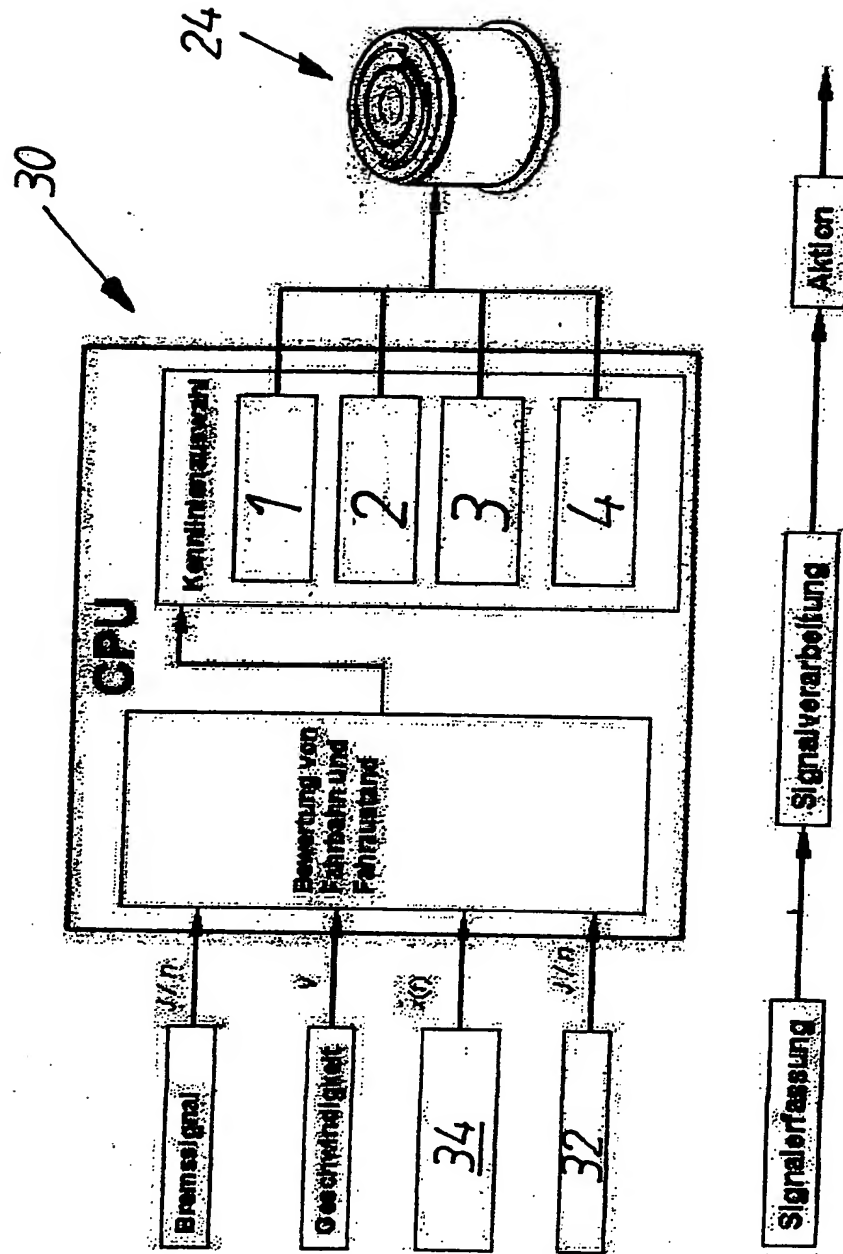 30
24
CPU
Bremssignal
j/n
Geschwindigkeit
v
34
x(t)
32
j/n
Bewertung von
Fahrbahn und
Fahrzustand
Kennlinienauswahl
1
2
3
4
Signalerfassung
Signalverarbeitung
Aktion